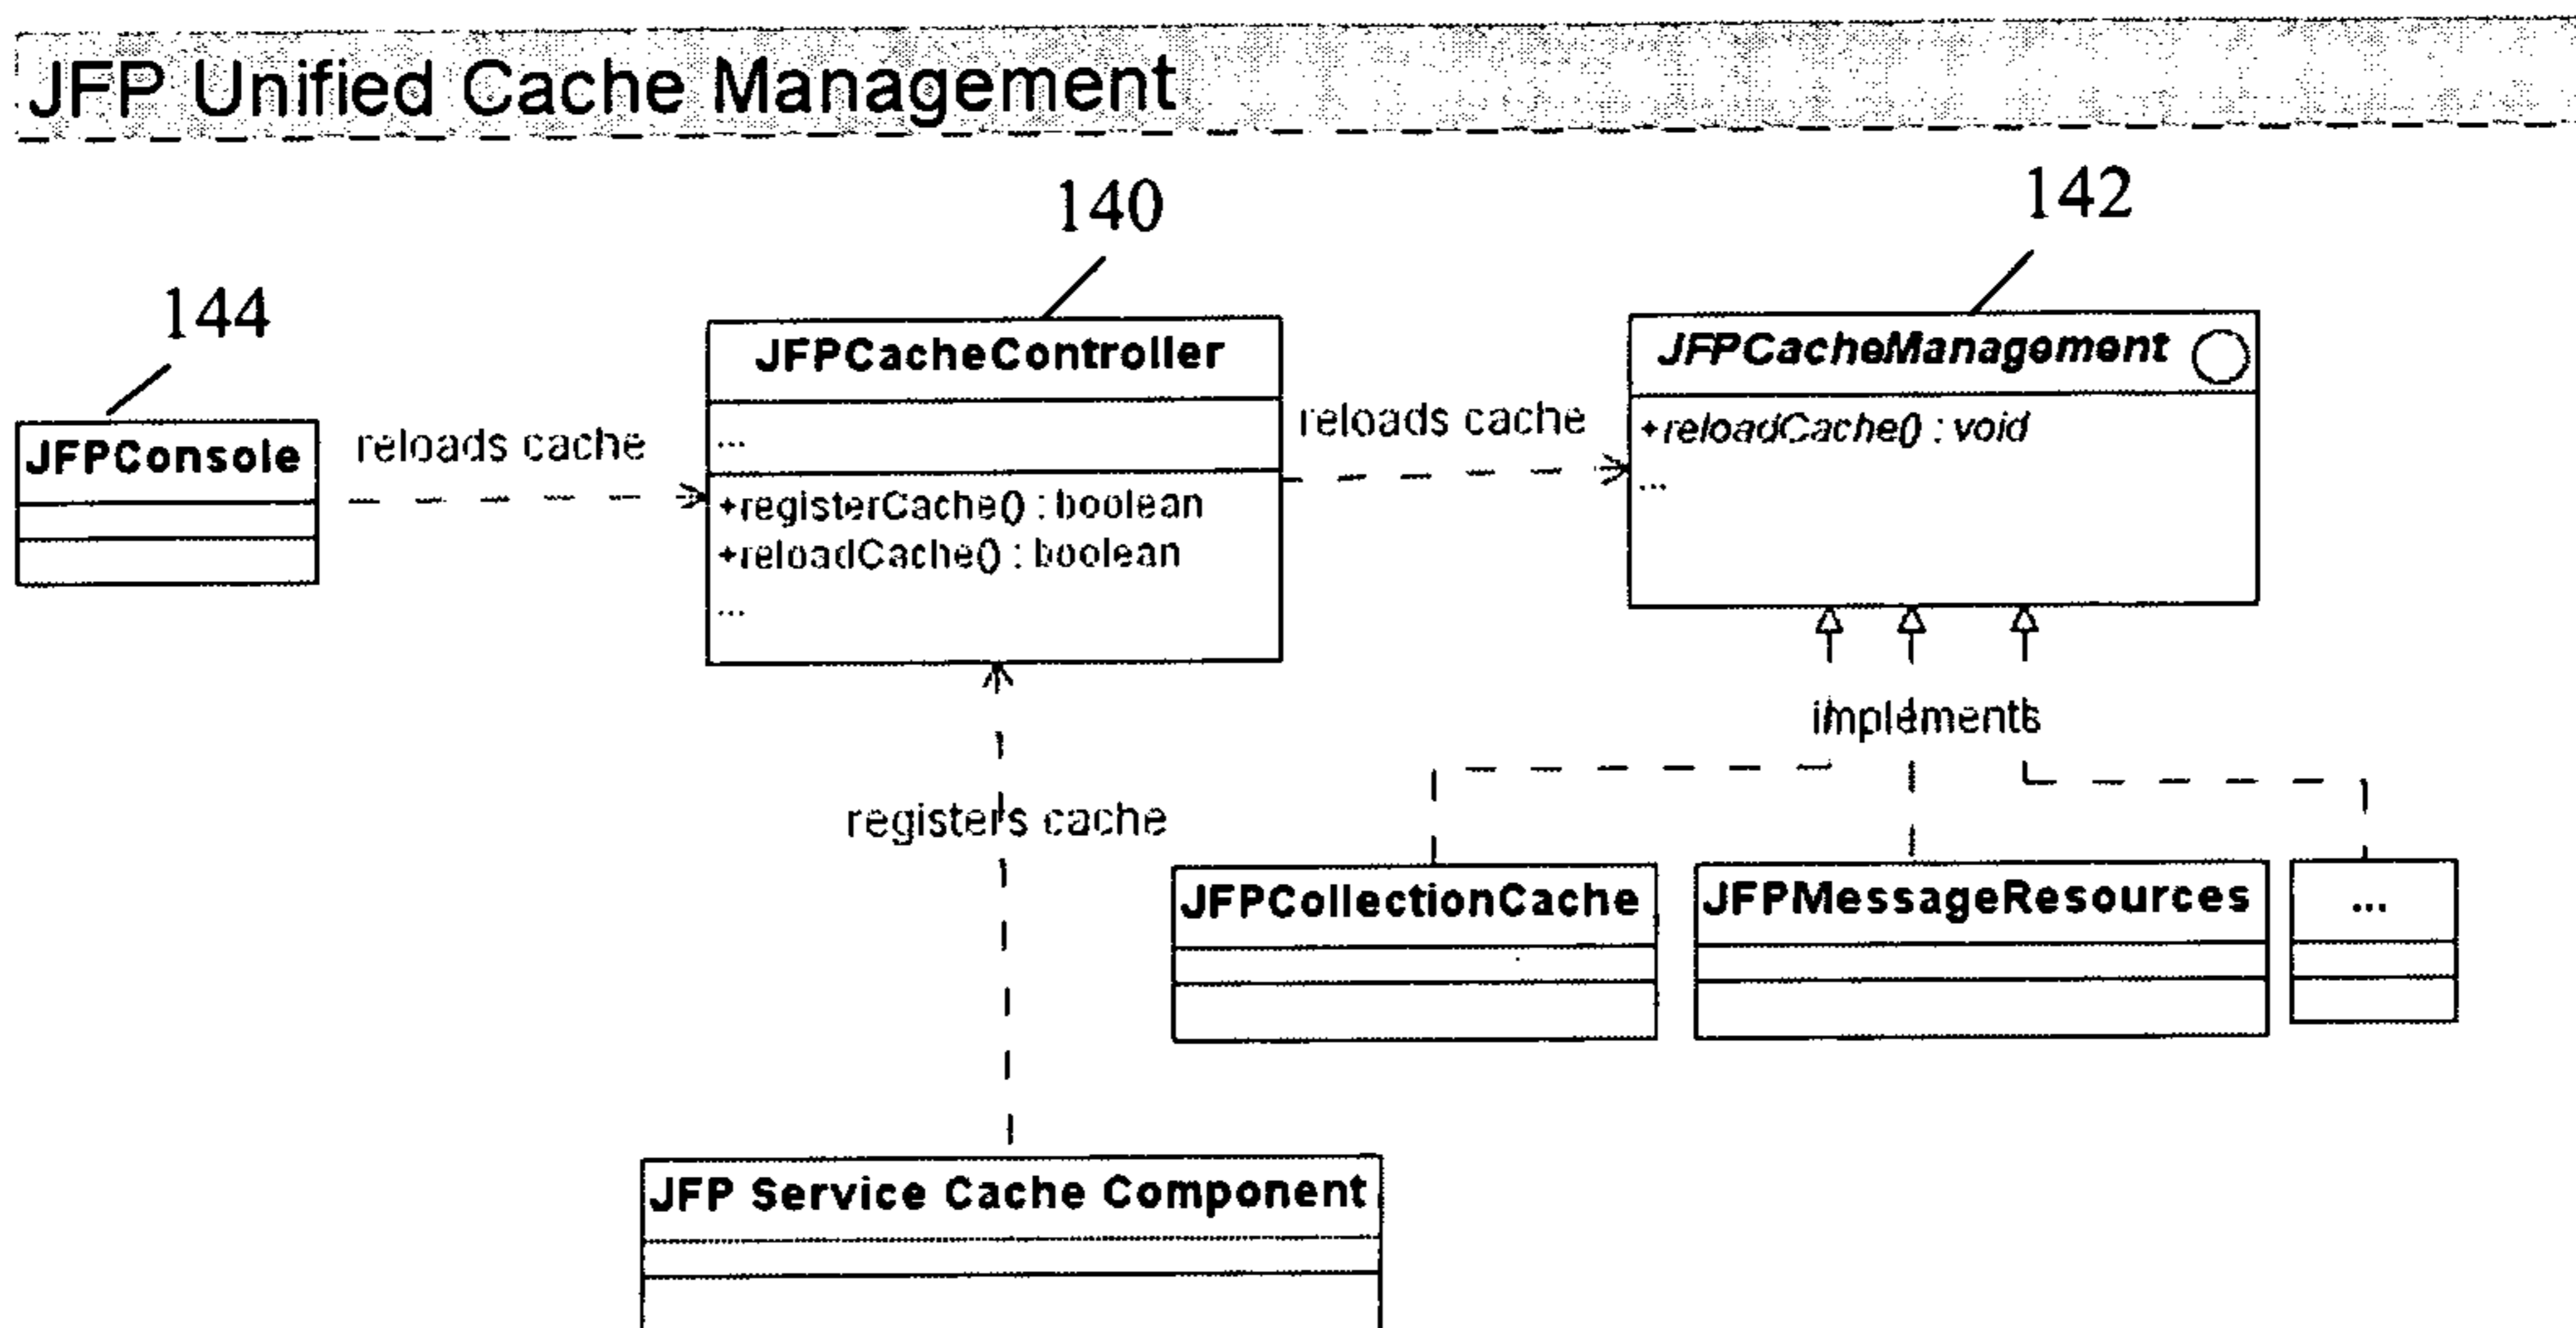 JFP Unified Cache Management
140
142
144
JFPCacheController
JFPCacheManagement
JFPConsole
reloads cache
...
reloads cache
+reloadCache() : void
...
+registerCache() : boolean
+reloadCache() : boolean
...
implements
registers cache
JFPCollectionCache
JFPMessageResources
...
JFP Service Cache Component